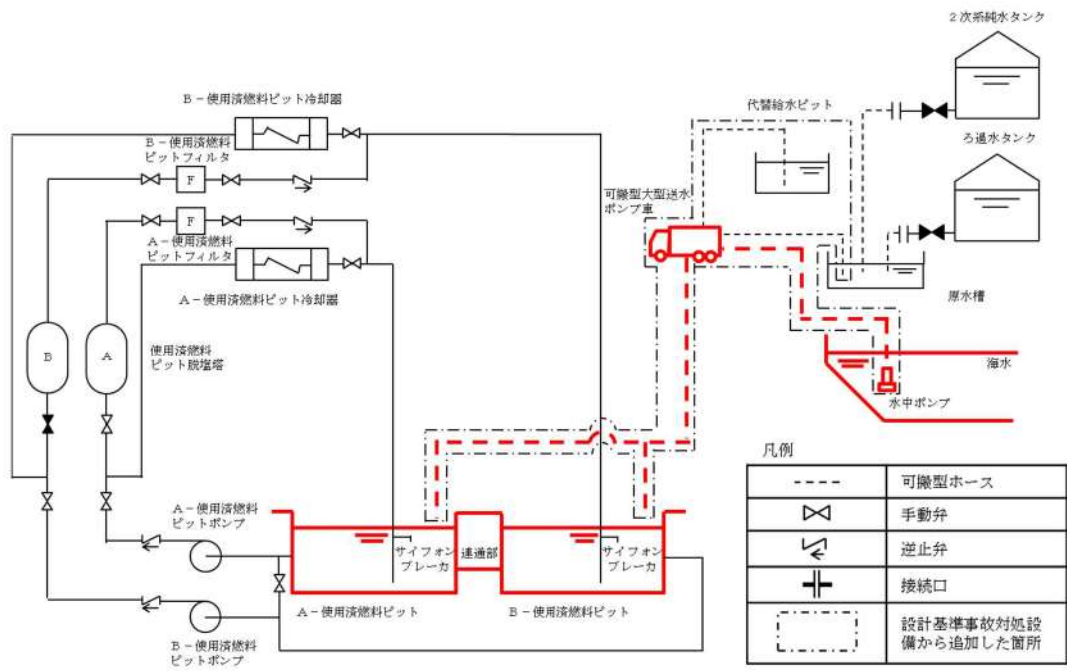 2次系純水タンク
B-使用済燃料ピット冷却器
代替給水ピット
B-使用済燃料
ピットフィルタ
F
ろ過水タンク
可搬型大型送水
ポンプ車
F
A-使用済燃料
ピットフィルタ
A-使用済燃料ピット冷却器
原水槽
B
A
使用済燃料
ピット脱塩塔
海水
水中ポンプ
凡例
可搬型ホース
手動弁
逆止弁
接続口
設計基準事故対処設
備から追加した箇所
A-使用済燃料
ピットポンプ
サイフォン
ブレーカ
連通部
サイフォン
ブレーカ
A-使用済燃料ピット
B-使用済燃料ピット
B-使用済燃料
ピットポンプ